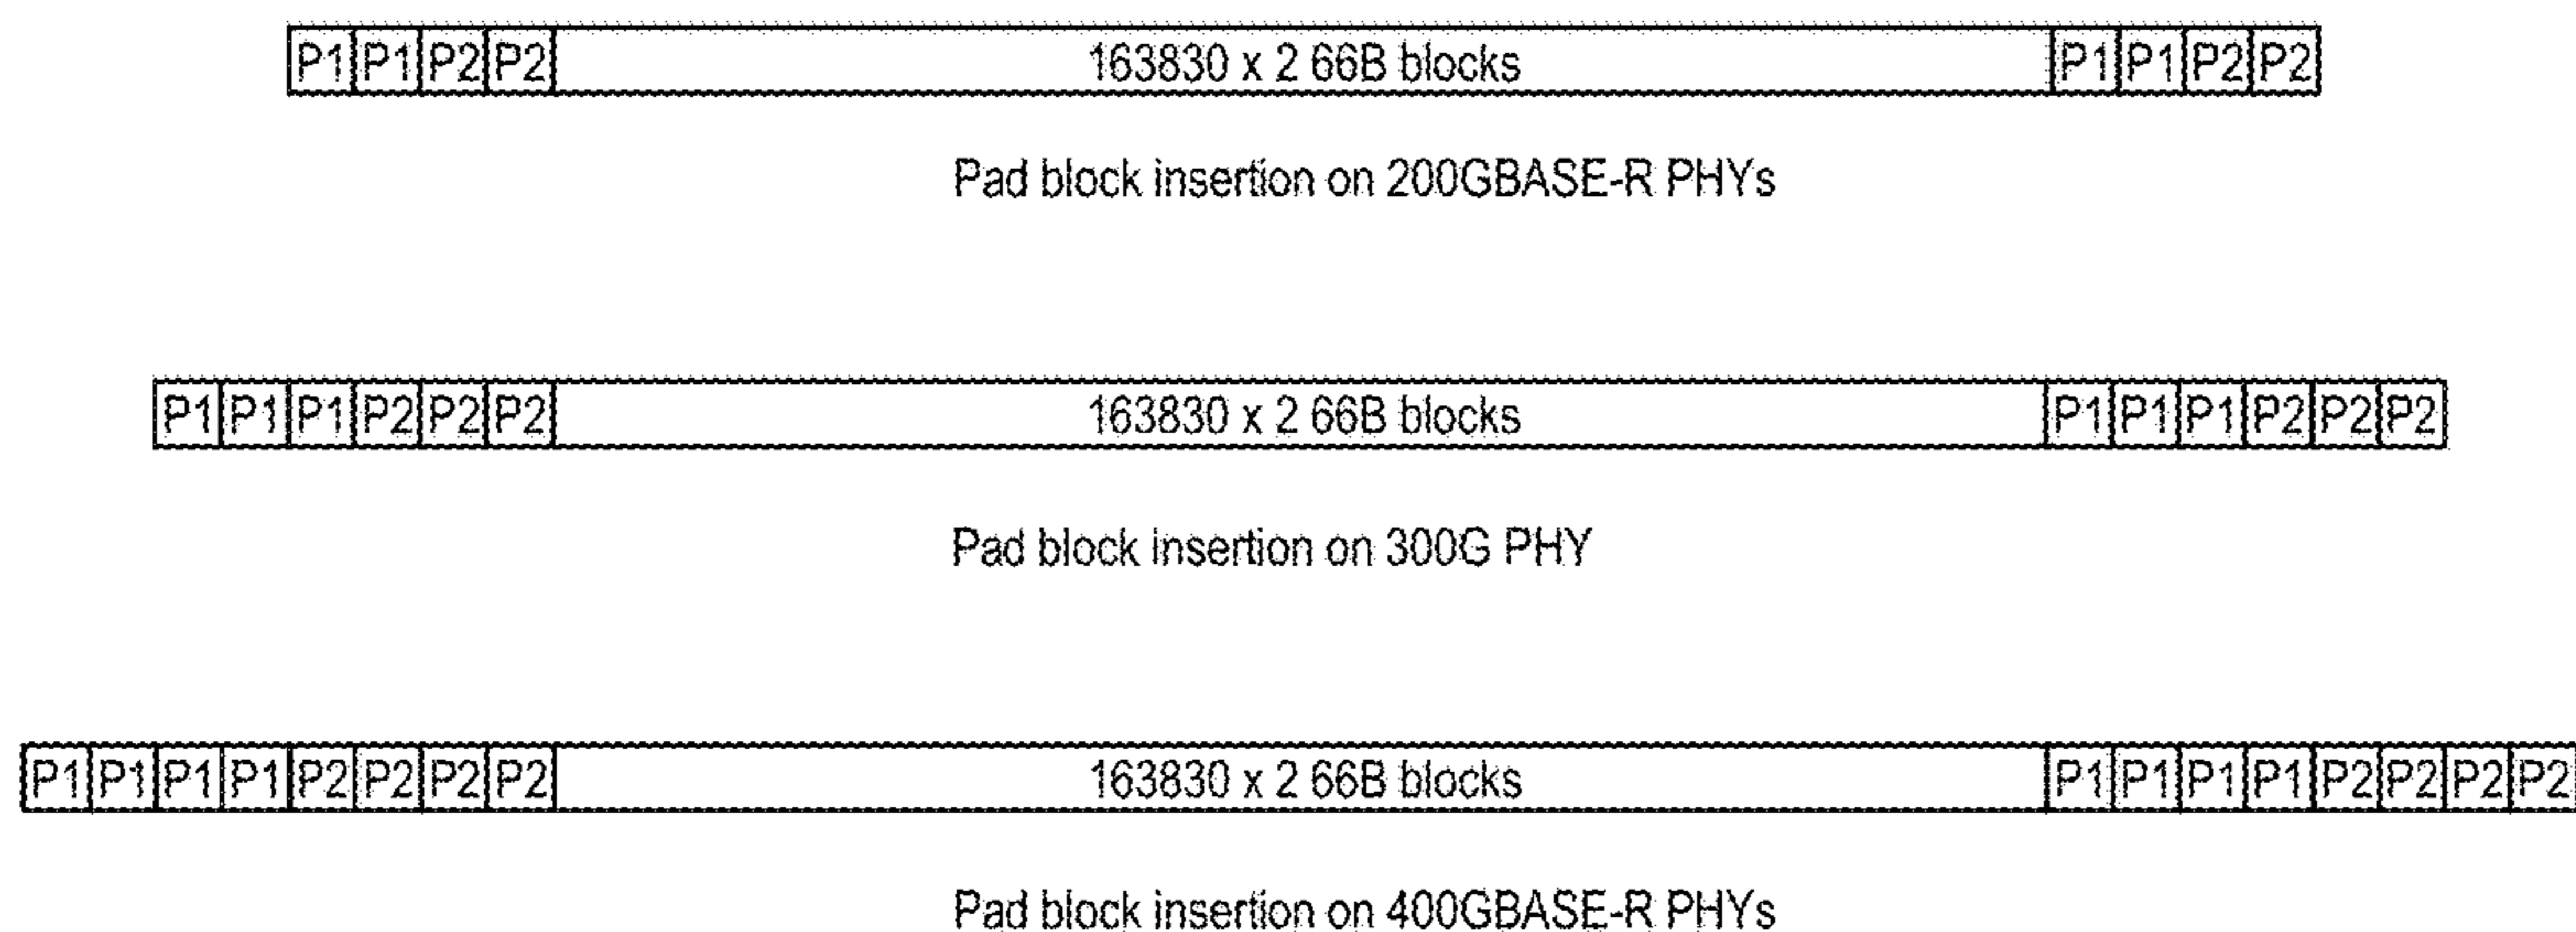 P1 P1 P2 P2 163830 x 2 66B blocks P1 P1 P2 P2
Pad block insertion on 200GBASE-R PHYs
P1 P1 P1 P2 P2 P2 163830 x 2 66B blocks P1 P1 P1 P2 P2 P2
Pad block insertion on 300G PHY
P1 P1 P1 P1 P2 P2 P2 P2 163830 x 2 66B blocks P1 P1 P1 P1 P2 P2 P2 P2
Pad block insertion on 400GBASE-R PHYs